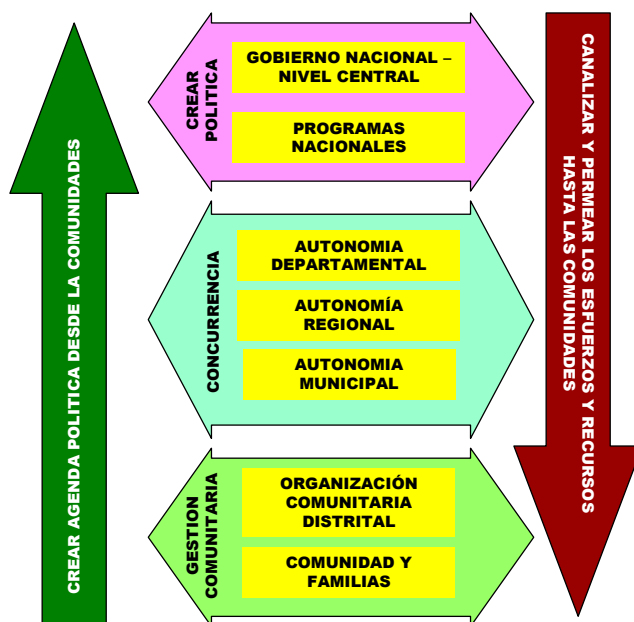 CREAR AGENDA POLITICA DESDE LA COMUNIDADES
CREAR
POLITICA
GOBIERNO NACIONAL –
NIVEL CENTRAL
PROGRAMAS
NACIONALES
CONCURRENCIA
AUTONOMIA
DEPARTAMENTAL
AUTONOMÍA
REGIONAL
AUTONOMIA
MUNICIPAL
GESTION
COMUNITARIA
ORGANIZACIÓN
COMUNITARIA
DISTRITAL
COMUNIDAD Y
FAMILIAS
CANALIZAR Y PERMEAR LOS ESFUERZOS Y RECURSOS
HASTA LAS COMUNIDADES